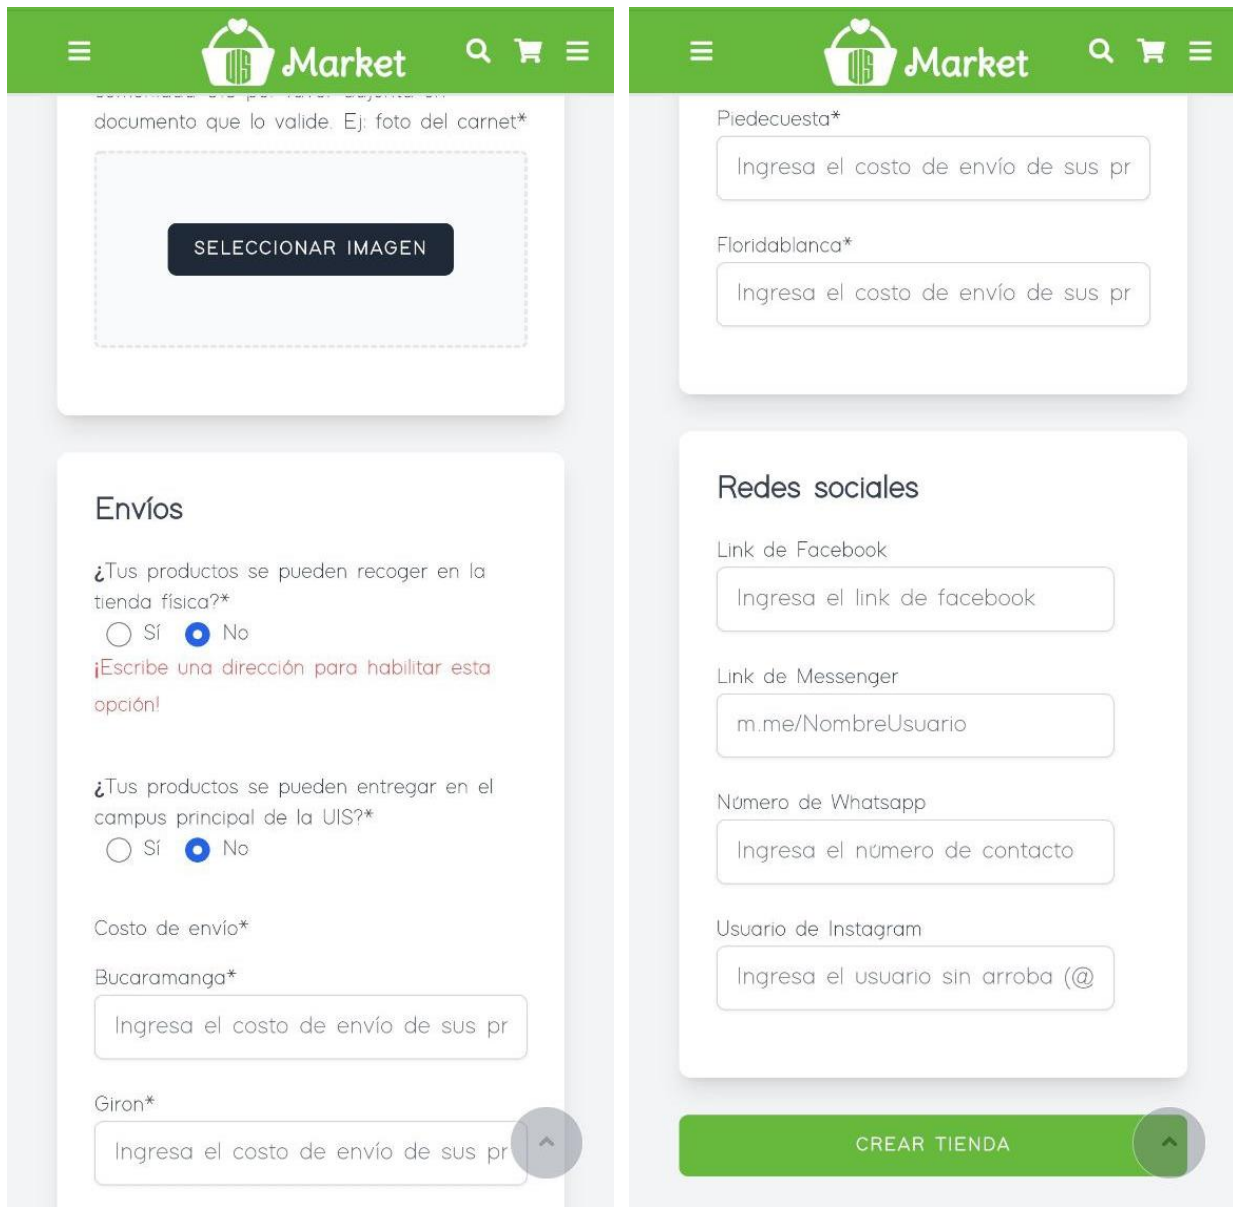 UIS Market
documento que lo valide. Ej: foto del carnet*
SELECCIONAR IMAGEN
Envíos
¿Tus productos se pueden recoger en la
tienda física?*
Sí No
¡Escribe una dirección para habilitar esta
opción!
¿Tus productos se pueden entregar en el
campus principal de la UIS?*
Sí No
Costo de envío*
Bucaramanga*
Ingresa el costo de envío de sus pr
Giron*
Ingresa el costo de envío de sus pr
UIS Market
Piedecuesta*
Ingresa el costo de envío de sus pr
Floridablanca*
Ingresa el costo de envío de sus pr
Redes sociales
Link de Facebook
Ingresa el link de facebook
Link de Messenger
m.me/NombreUsuario
Número de Whatsapp
Ingresa el número de contacto
Usuario de Instagram
Ingresa el usuario sin arroba (@
CREAR TIENDA